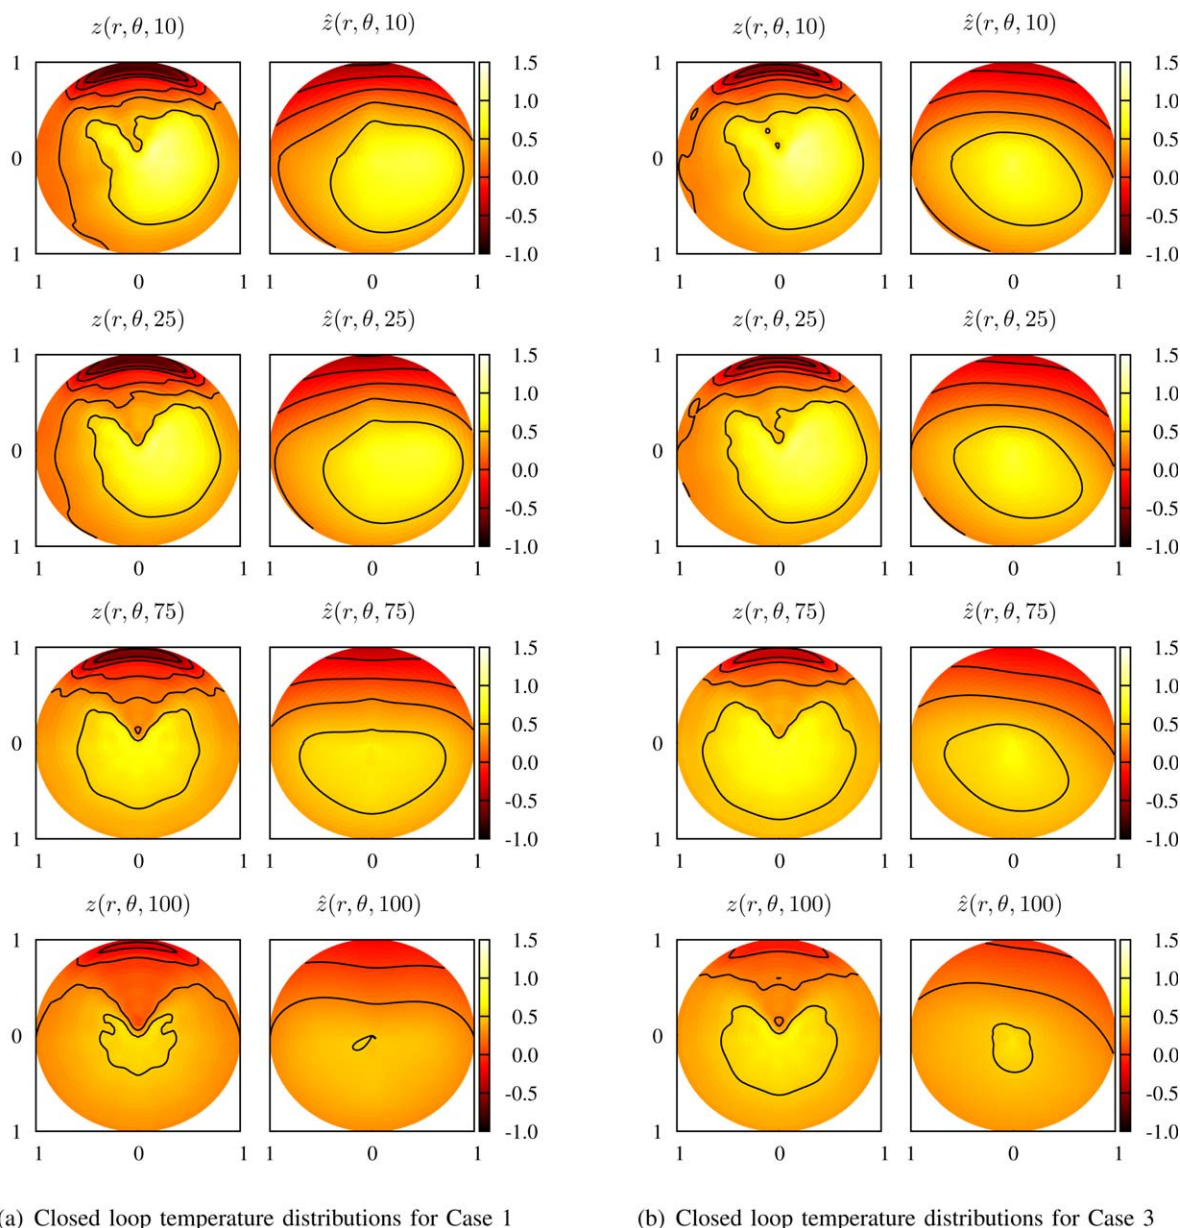 z(r, θ, 10) ẑ(r, θ, 10) z(r, θ, 10) ẑ(r, θ, 10)
1 1.5 1 1.5
1.0 1.0
0.5 0.5
0 0.0 0 0.0
-0.5 -0.5
1 -1.0 1 -1.0
1 0 1 0 1 1 0 1 0 1
z(r, θ, 25) ẑ(r, θ, 25) z(r, θ, 25) ẑ(r, θ, 25)
1 1.5 1 1.5
1.0 1.0
0.5 0.5
0 0.0 0 0.0
-0.5 -0.5
1 -1.0 1 -1.0
1 0 1 0 1 1 0 1 0 1
z(r, θ, 75) ẑ(r, θ, 75) z(r, θ, 75) ẑ(r, θ, 75)
1 1.5 1 1.5
1.0 1.0
0.5 0.5
0 0.0 0 0.0
-0.5 -0.5
1 -1.0 1 -1.0
1 0 1 0 1 1 0 1 0 1
z(r, θ, 100) ẑ(r, θ, 100) z(r, θ, 100) ẑ(r, θ, 100)
1 1.5 1 1.5
1.0 1.0
0.5 0.5
0 0.0 0 0.0
-0.5 -0.5
1 -1.0 1 -1.0
1 0 1 0 1 1 0 1 0 1
(a) Closed loop temperature distributions for Case 1 (b) Closed loop temperature distributions for Case 3